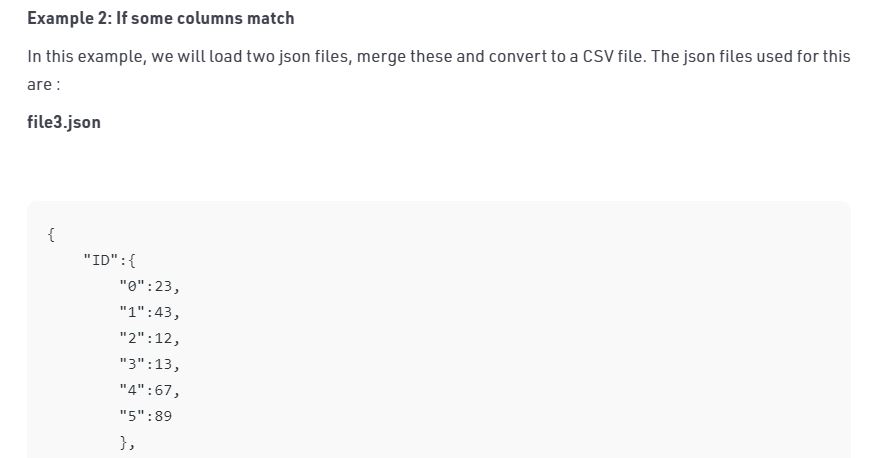 Example 2: If some columns match
In this example, we will load two json files, merge these and convert to a CSV file. The json files used for this
are :
file3.json
{
    "ID":{
        "0":23,
        "1":43,
        "2":12,
        "3":13,
        "4":67,
        "5":89
        },